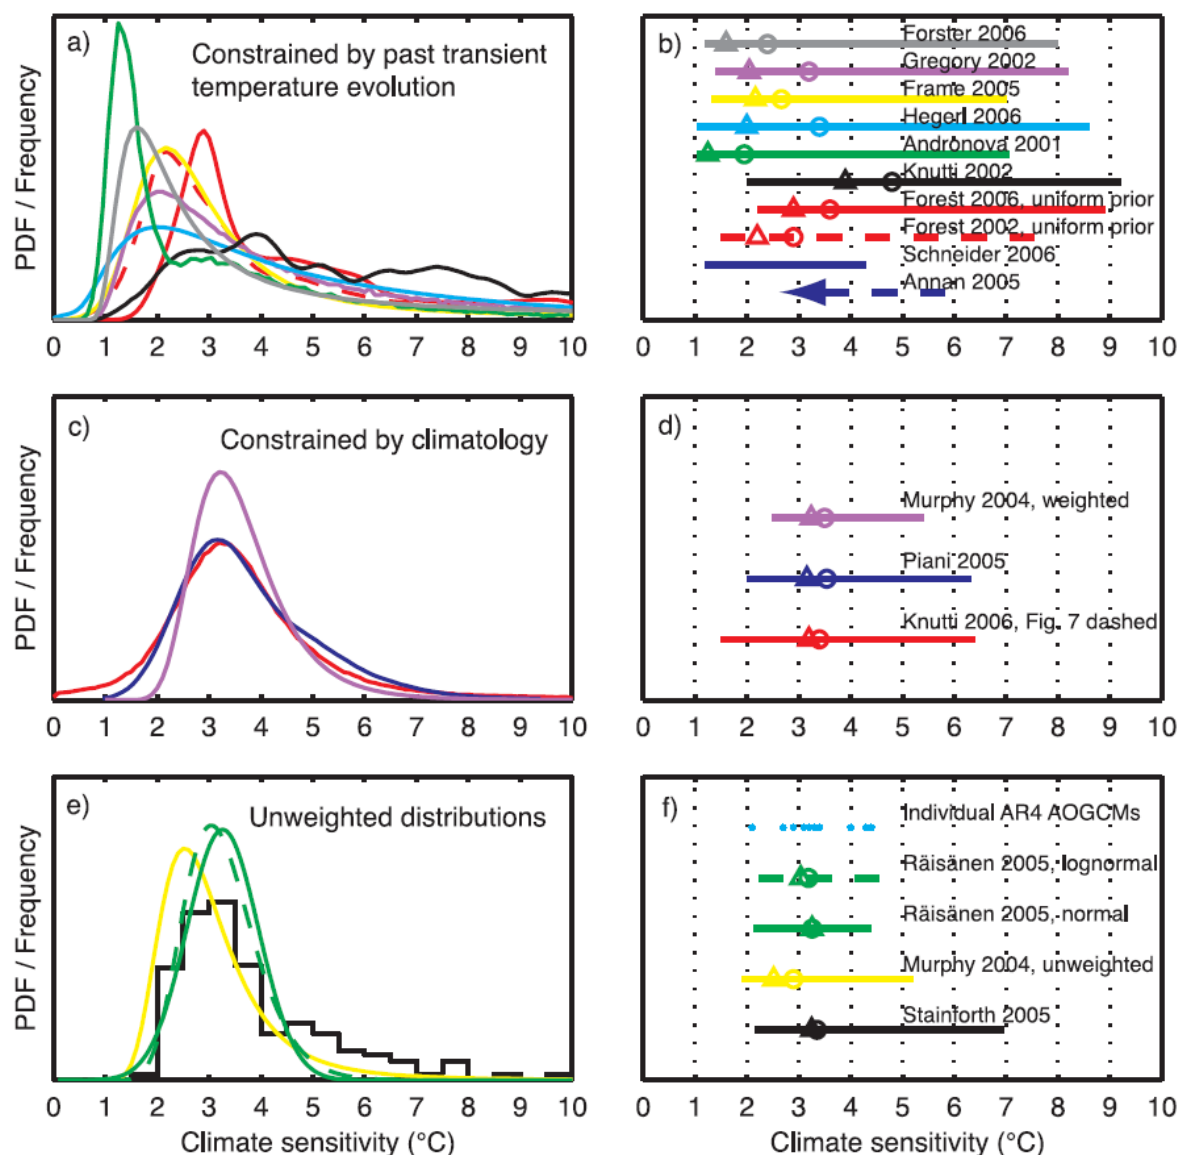 a)
Constrained by past transient
temperature evolution
PDF / Frequency
0 1 2 3 4 5 6 7 8 9 10
b)
Forster 2006
Gregory 2002
Frame 2005
Hegerl 2006
Andronova 2001
Knutti 2002
Forest 2006, uniform prior
Forest 2002, uniform prior
Schneider 2006
Annan 2005
0 1 2 3 4 5 6 7 8 9 10
c)
Constrained by climatology
PDF / Frequency
0 1 2 3 4 5 6 7 8 9 10
d)
Murphy 2004, weighted
Piani 2005
Knutti 2006, Fig. 7 dashed
0 1 2 3 4 5 6 7 8 9 10
e)
Unweighted distributions
PDF / Frequency
0 1 2 3 4 5 6 7 8 9 10
Climate sensitivity (°C)
f)
Individual AR4 AOGCMs
Räisänen 2005, lognormal
Räisänen 2005, normal
Murphy 2004, unweighted
Stainforth 2005
0 1 2 3 4 5 6 7 8 9 10
Climate sensitivity (°C)